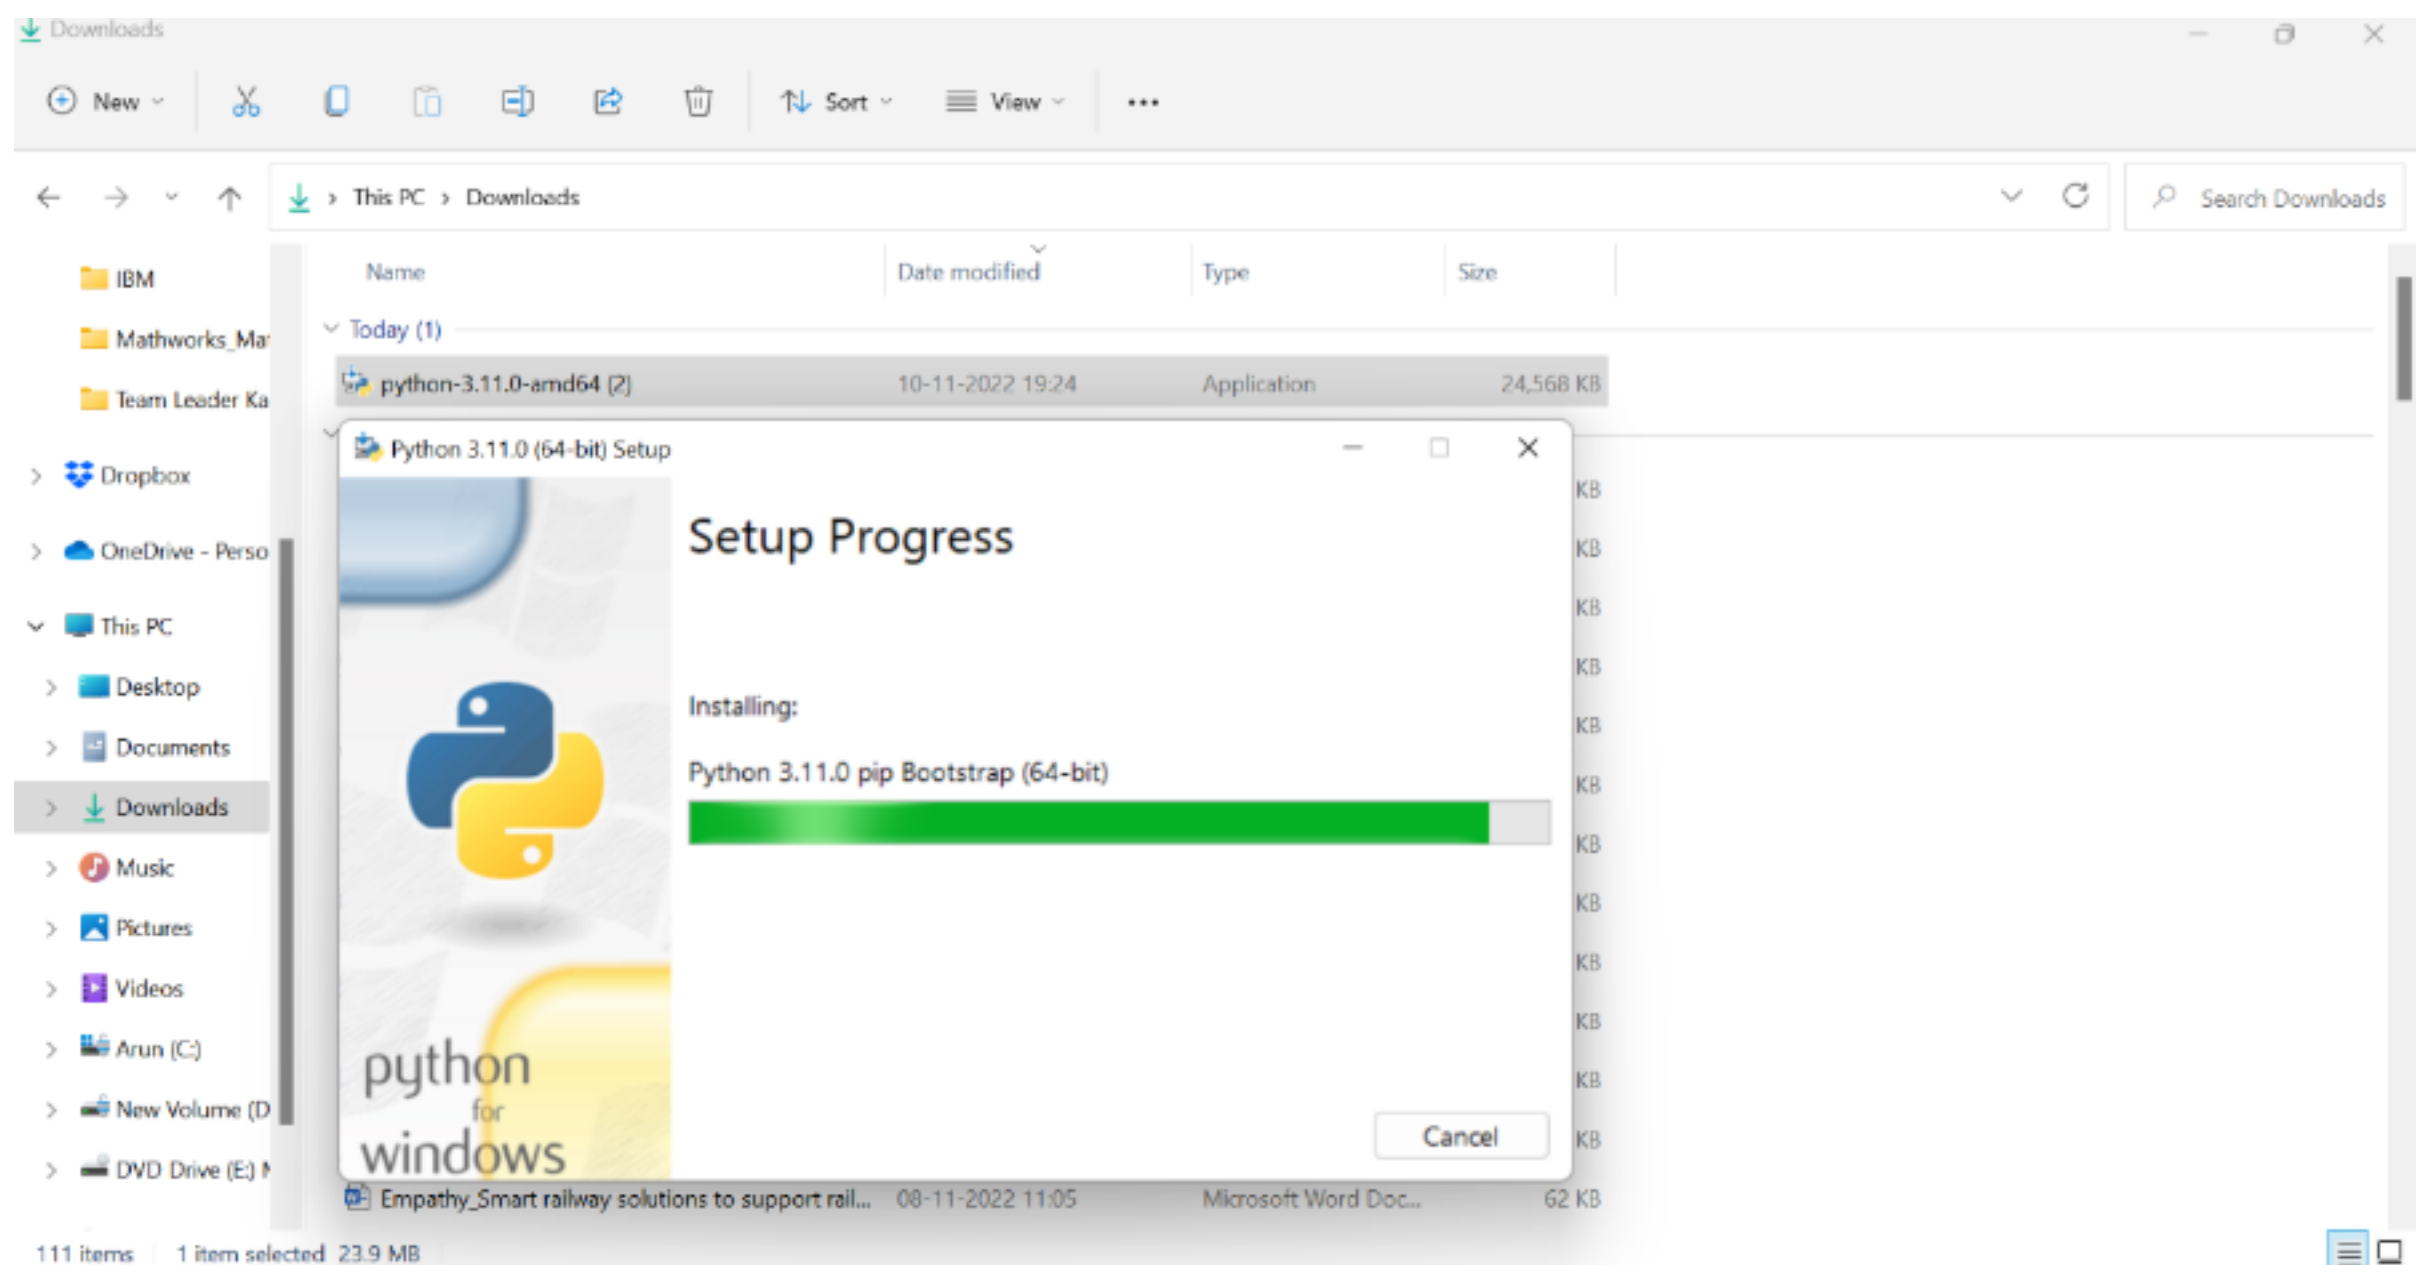 Downloads
New
Sort
View
This PC > Downloads
Search Downloads
IBM
Mathworks_Mat
Team Leader Ka
Dropbox
OneDrive - Perso
This PC
Desktop
Documents
Downloads
Music
Pictures
Videos
Arun (C:)
New Volume (D
DVD Drive (E:) M
Name Date modified Type Size
Today (1)
python-3.11.0-amd64 (2) 10-11-2022 19:24 Application 24,568 KB
Python 3.11.0 (64-bit) Setup
Setup Progress
Installing:
Python 3.11.0 pip Bootstrap (64-bit)
python
for
windows
Cancel
KB
KB
KB
KB
KB
KB
KB
KB
KB
KB
KB
KB
Empathy_Smart railway solutions to support rail... 08-11-2022 11:05 Microsoft Word Doc... 62 KB
111 items 1 item selected 23.9 MB